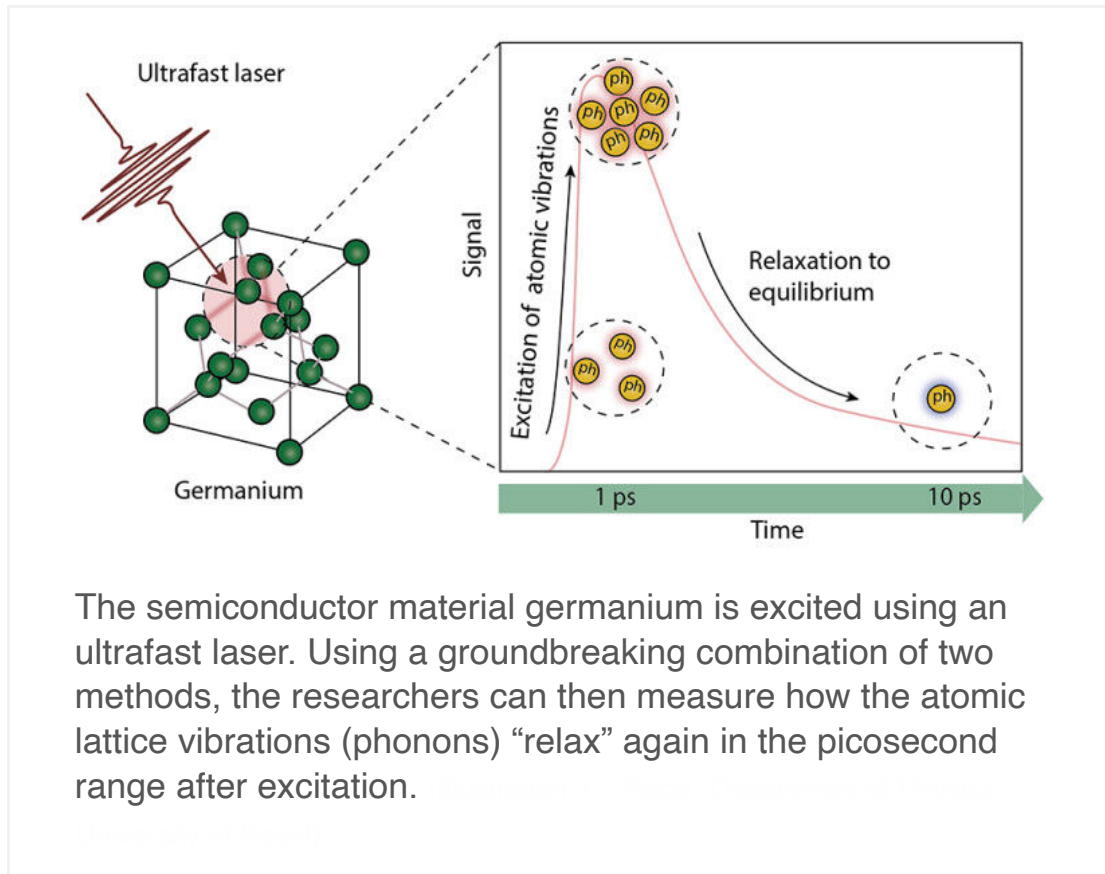 Ultrafast laser
Germanium
Signal
Excitation of atomic vibrations
ph
ph
ph
ph
ph
ph
ph
ph
ph
ph
Relaxation to
equilibrium
ph
1 ps
10 ps
Time
The semiconductor material germanium is excited using an
ultrafast laser. Using a groundbreaking combination of two
methods, the researchers can then measure how the atomic
lattice vibrations (phonons) “relax” again in the picosecond
range after excitation.